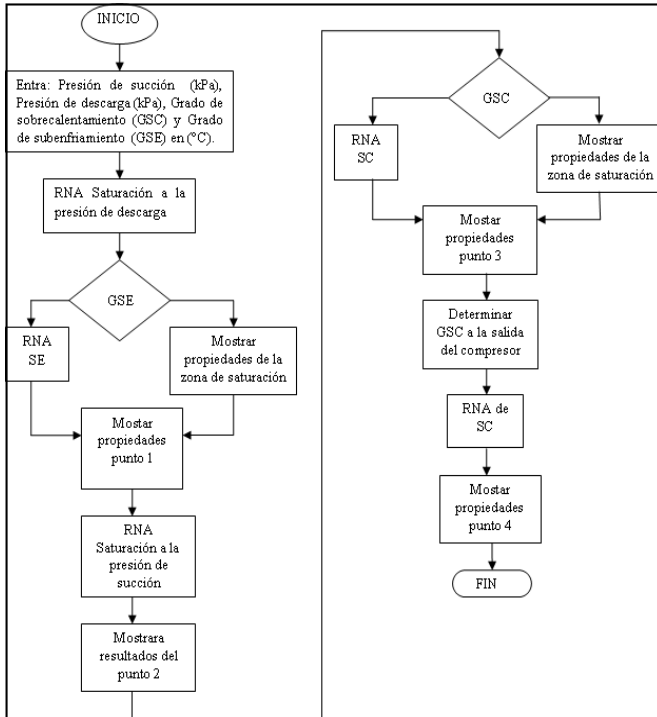 INICIO
Entra: Presión de succión (kPa),
Presión de descarga (kPa), Grado de
sobrecalentamiento (GSC) y Grado
de subenfriamiento (GSE) en (°C).
RNA Saturación a la
presión de descarga
GSE
RNA
SE
Mostrar
propiedades de la
zona de saturación
Mostar
propiedades
punto 1
RNA
Saturación a la
presión de
succión
Mostrara
resultados del
punto 2
GSC
RNA
SC
Mostrar
propiedades de la
zona de saturación
Mostar
propiedades
punto 3
Determinar
GSC a la salida
del compresor
RNA de
SC
Mostar
propiedades
punto 4
FIN